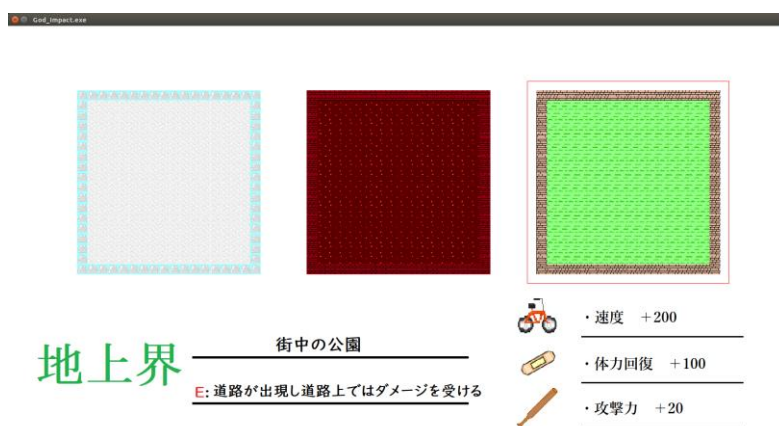 God_Impact.exe
・速度　＋200
街中の公園
地上界
・体力回復　＋100
E: 道路が出現し道路上ではダメージを受ける
・攻撃力　＋20